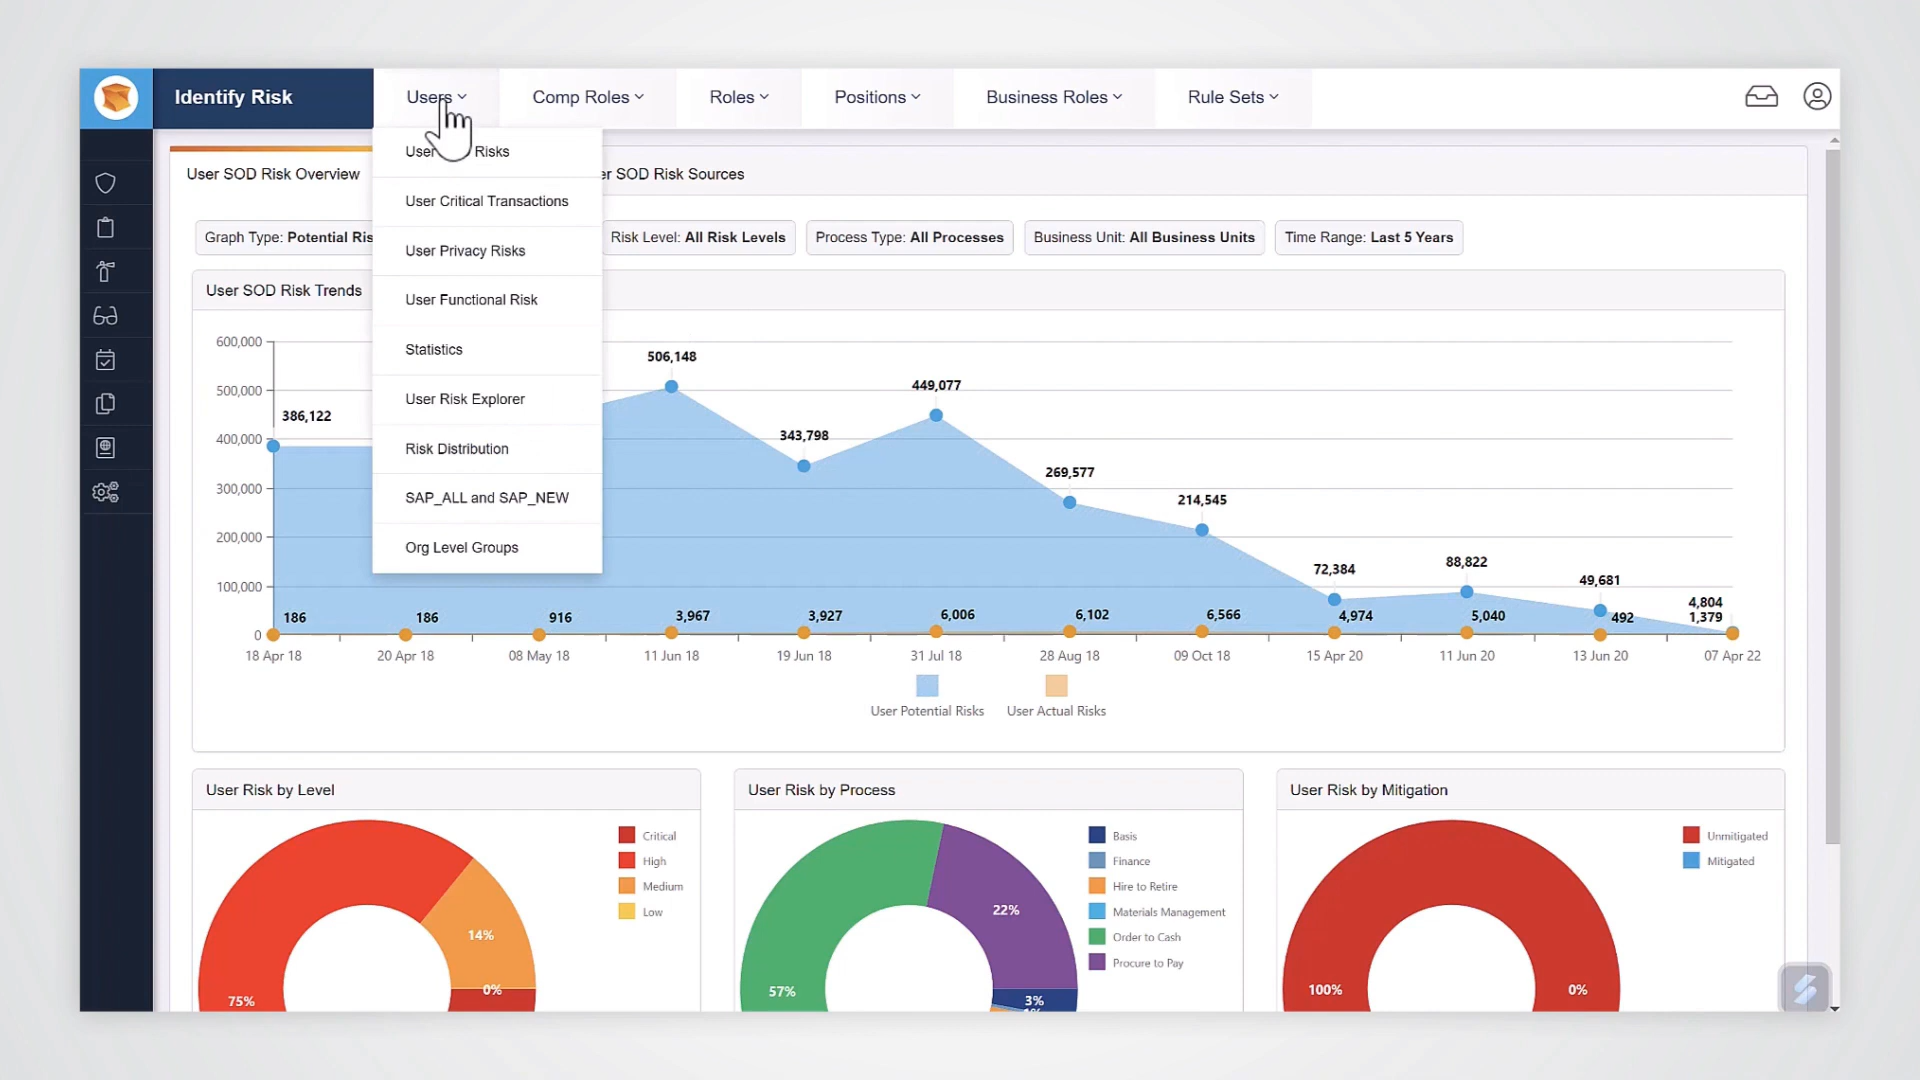 Identify Risk
Users
Comp Roles
Roles
Positions
Business Roles
Rule Sets
User Risks
User Critical Transactions
User Privacy Risks
User Functional Risk
Statistics
User Risk Explorer
Risk Distribution
SAP_ALL and SAP_NEW
Org Level Groups
User SOD Risk Overview
SOD Risk Sources
Graph Type: Potential
Risk Level: All Risk Levels
Process Type: All Processes
Business Unit: All Business Units
Time Range: Last 5 Years
User SOD Risk Trends
600,000
500,000
400,000
300,000
200,000
100,000
0
386,122
506,148
343,798
449,077
269,577
214,545
72,384
88,822
49,681
4,804
186
186
916
3,967
3,927
6,006
6,102
6,566
4,974
5,040
492
1,379
18 Apr 18
20 Apr 18
08 May 18
11 Jun 18
19 Jun 18
31 Jul 18
28 Aug 18
09 Oct 18
15 Apr 20
11 Jun 20
13 Jun 20
07 Apr 22
User Potential Risks
User Actual Risks
User Risk by Level
Critical
High
Medium
Low
14%
0%
75%
User Risk by Process
Basis
Finance
Hire to Retire
Materials Management
Order to Cash
Procure to Pay
22%
57%
3%
User Risk by Mitigation
Unmitigated
Mitigated
100%
0%